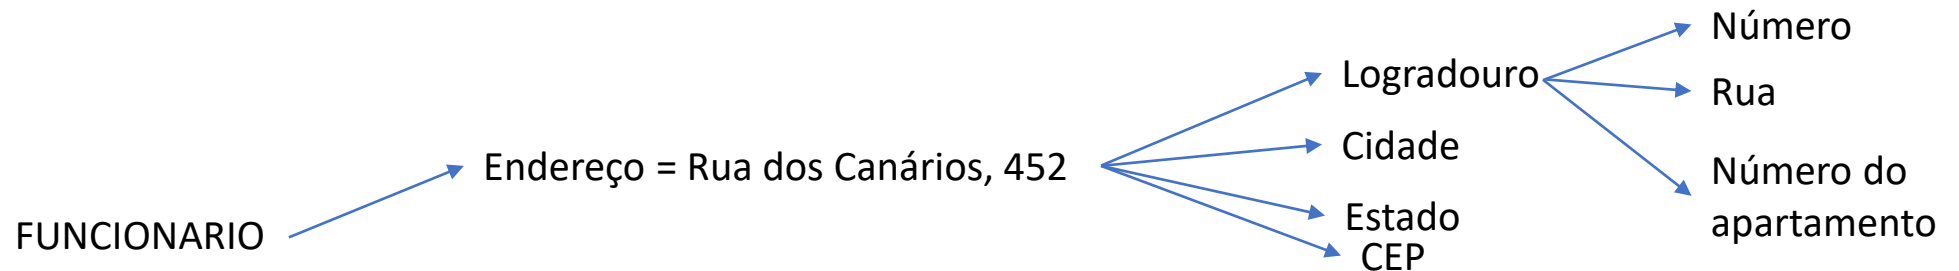 FUNCIONARIO
Endereço = Rua dos Canários, 452
Logradouro
Cidade
Estado
CEP
Número
Rua
Número do
apartamento